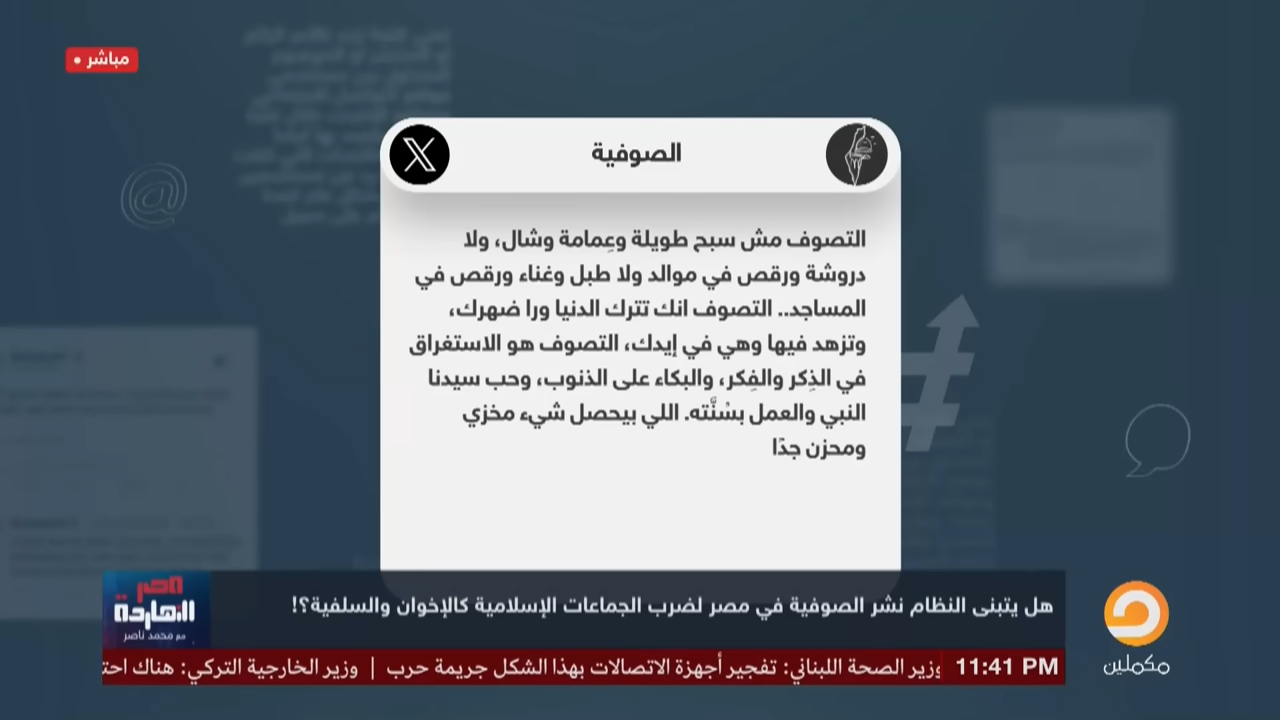 مباشر
الصوفية
التصوف مش سبح طويلة وعِمامة وشال، ولا
دروشة ورقص في موالد ولا طبل وغناء ورقص في
المساجد.. التصوف انك تترك الدنيا ورا ضهرك،
وتزهد فيها وهي في إيدك، التصوف هو الاستغراق
في الذِكر والفِكر، والبكاء على الذنوب، وحب سيدنا
النبي والعمل بسُنَّته. اللي بيحصل شيء مخزي
ومحزن جدًا
هل يتبنى النظام نشر الصوفية في مصر لضرب الجماعات الإسلامية كالإخوان والسلفية؟!
مصر
النهاردة
مع محمد ناصر
11:41 PM
وزير الصحة اللبناني: تفجير أجهزة الاتصالات بهذا الشكل جريمة حرب | وزير الخارجية التركي: هناك
مكملين